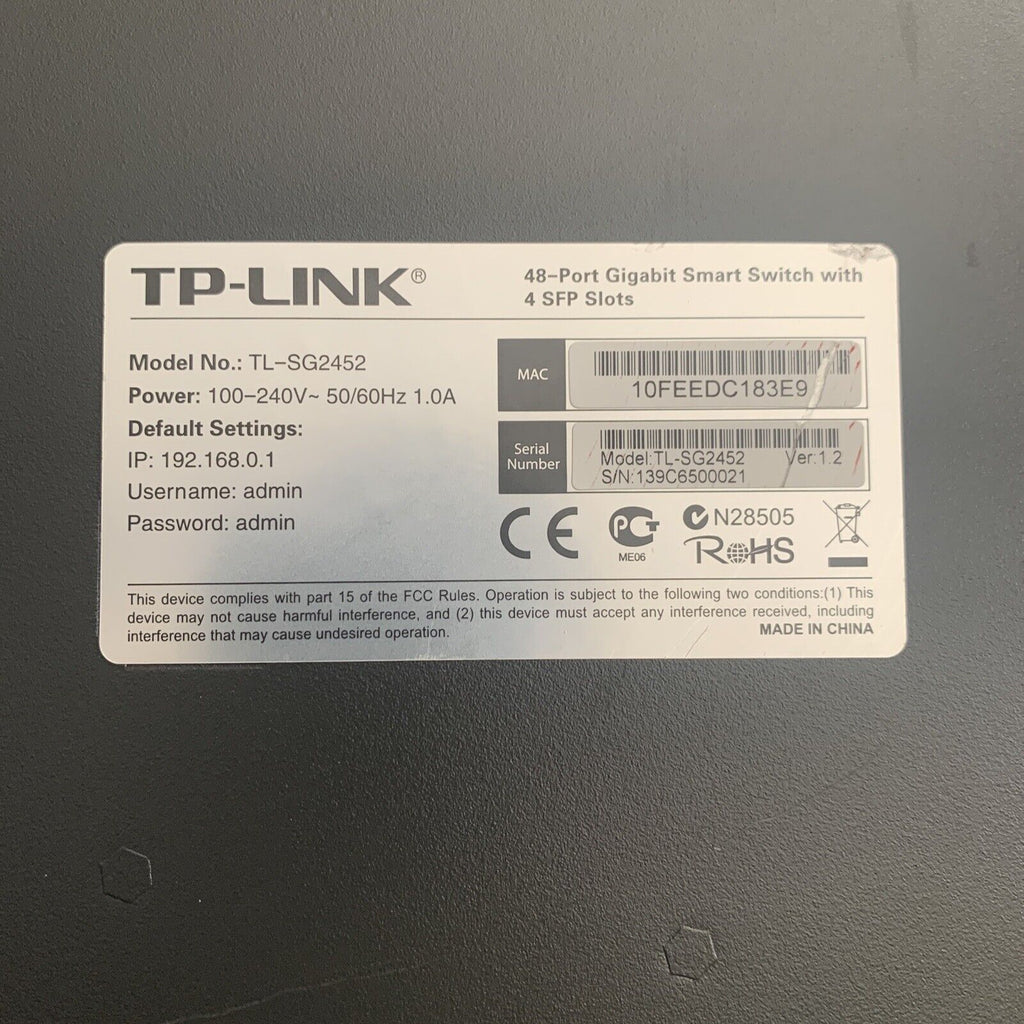 TP-LINK®
48-Port Gigabit Smart Switch with
4 SFP Slots
Model No.: TL-SG2452
Power: 100-240V~ 50/60Hz 1.0A
Default Settings:
IP: 192.168.0.1
Username: admin
Password: admin
MAC
10FEEDC183E9
Serial
Number
Model:TL-SG2452 Ver:1.2
S/N:139C6500021
CE
PCT
ME06
N28505
RoHS
This device complies with part 15 of the FCC Rules. Operation is subject to the following two conditions:(1) This
device may not cause harmful interference, and (2) this device must accept any interference received, including
interference that may cause undesired operation.
MADE IN CHINA